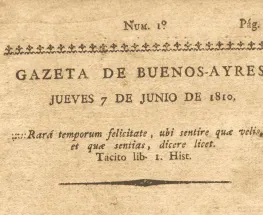 Num. 1º Pág.
GAZETA DE BUENOS-AYRES
JUEVES 7 DE JUNIO DE 1810.
.....Rará temporum felicitate, ubi sentire quæ velis,
et quæ sentias, dicere licet.
Tacito lib. 1. Hist.